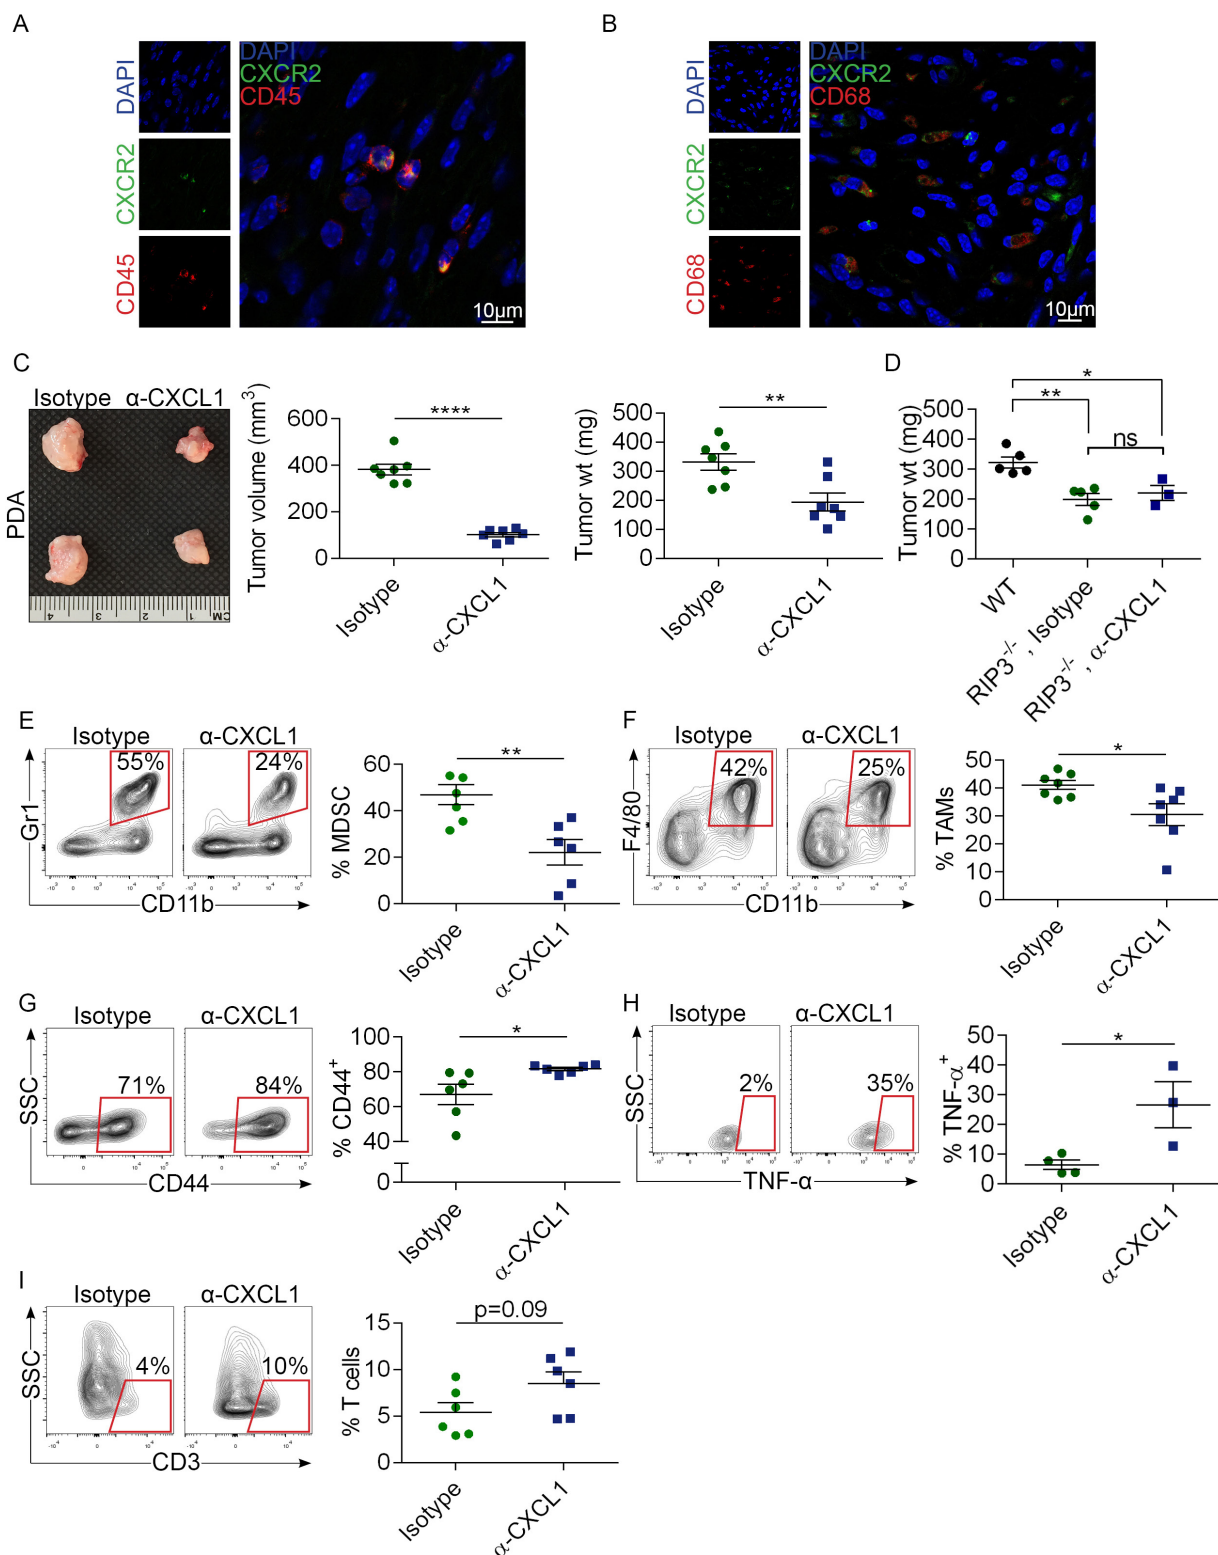 A
DAPI
CXCR2
CD45
DAPI
CXCR2
CD45
10μm
B
DAPI
CXCR2
CD68
DAPI
CXCR2
CD68
10μm
C
Isotype α-CXCL1
PDA
4 3 2 1 CM
Tumor volume (mm³)
600
400
200
0
****
Isotype
α-CXCL1
Tumor wt (mg)
500
400
300
200
100
0
**
Isotype
α-CXCL1
D
Tumor wt (mg)
500
400
300
200
100
0
*
**
ns
WT
RIP3⁻/⁻, Isotype
RIP3⁻/⁻, α-CXCL1
E
Isotype α-CXCL1
55% 24%
Gr1
CD11b
% MDSC
60
40
20
0
**
Isotype
α-CXCL1
F
Isotype α-CXCL1
42% 25%
F4/80
CD11b
% TAMs
50
40
30
20
10
0
*
Isotype
α-CXCL1
G
Isotype α-CXCL1
71% 84%
SSC
CD44
% CD44⁺
100
80
60
40
0
*
Isotype
α-CXCL1
H
Isotype α-CXCL1
2% 35%
SSC
TNF-α
% TNF-α⁺
50
40
30
20
10
0
*
Isotype
α-CXCL1
I
Isotype α-CXCL1
4% 10%
SSC
CD3
% T cells
15
10
5
0
p=0.09
Isotype
α-CXCL1